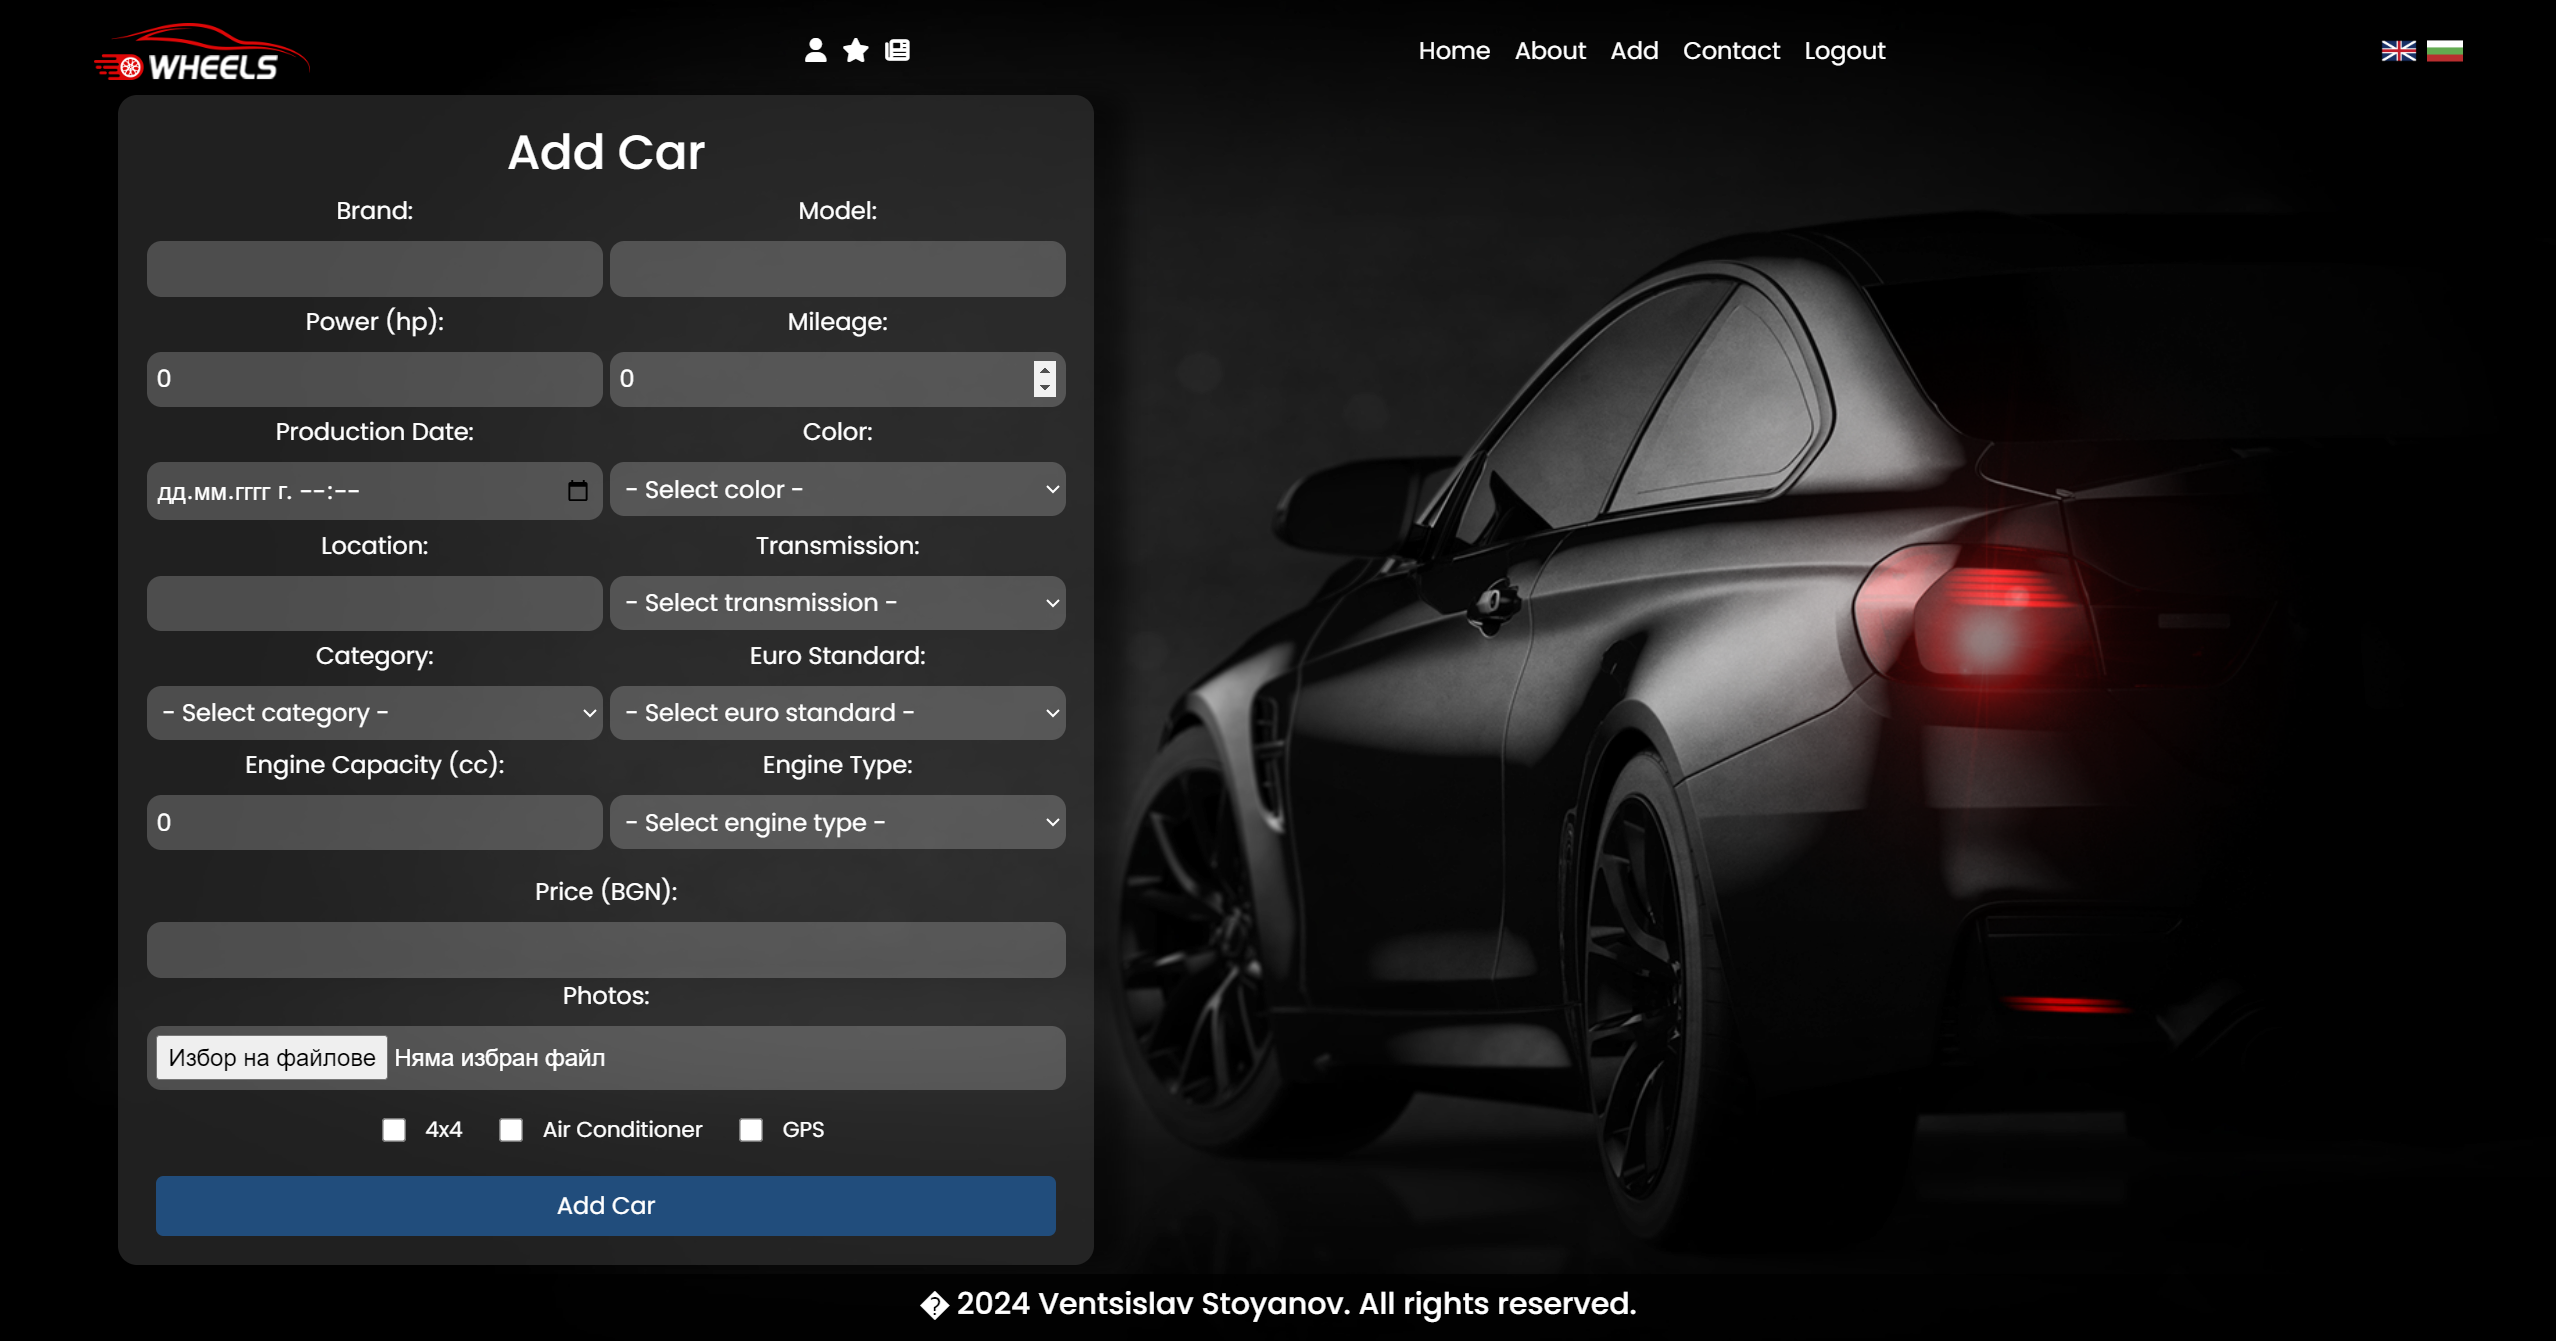 WHEELS
Home About Add Contact Logout
Add Car
Brand: Model:
Power (hp): Mileage:
0 0
Production Date: Color:
дд.мм.гггг г. --:-- - Select color -
Location: Transmission:
- Select transmission -
Category: Euro Standard:
- Select category - - Select euro standard -
Engine Capacity (cc): Engine Type:
0 - Select engine type -
Price (BGN):
Photos:
Избор на файлове Няма избран файл
4x4 Air Conditioner GPS
Add Car
� 2024 Ventsislav Stoyanov. All rights reserved.